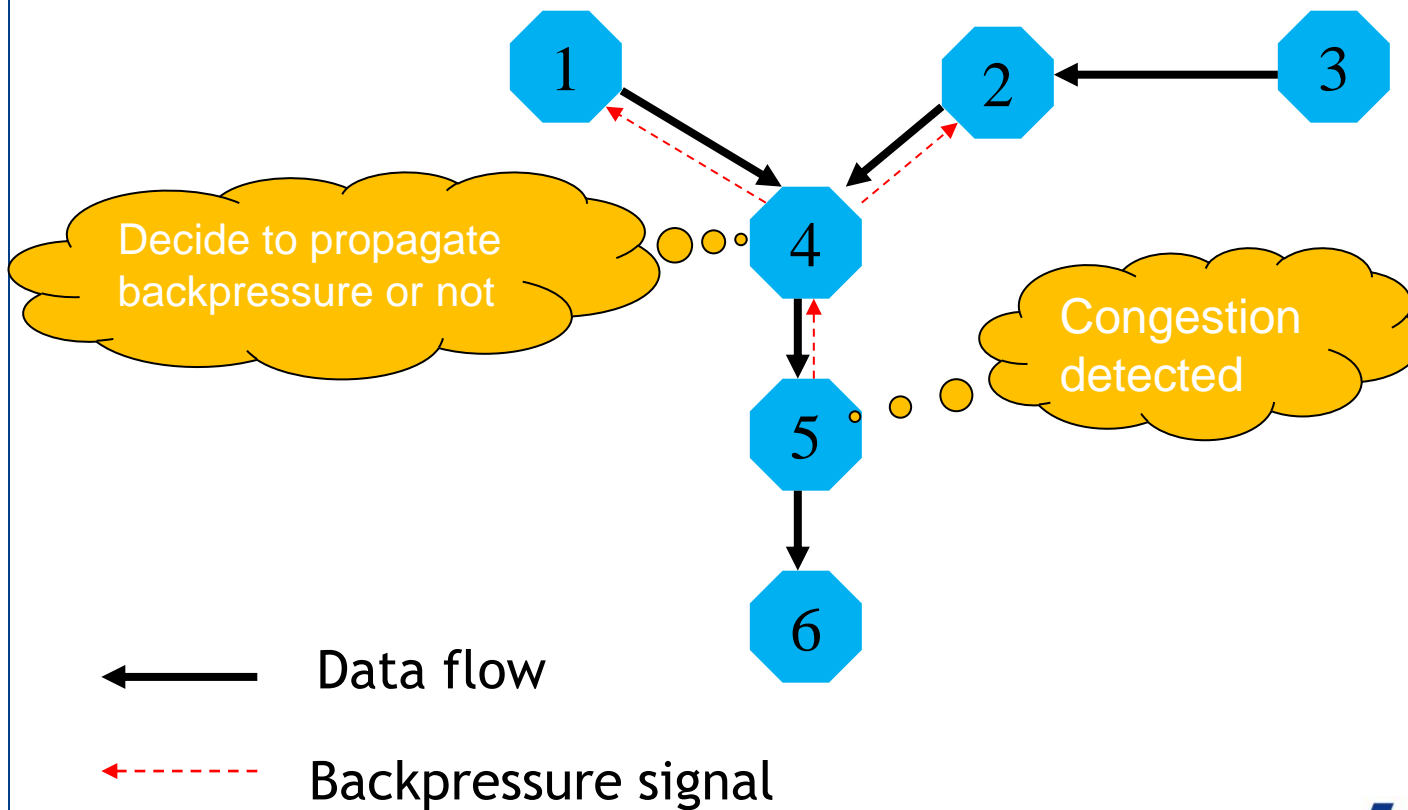 1
2
3
Decide to propagate
backpressure or not
4
Congestion
detected
5
6
Data flow
Backpressure signal